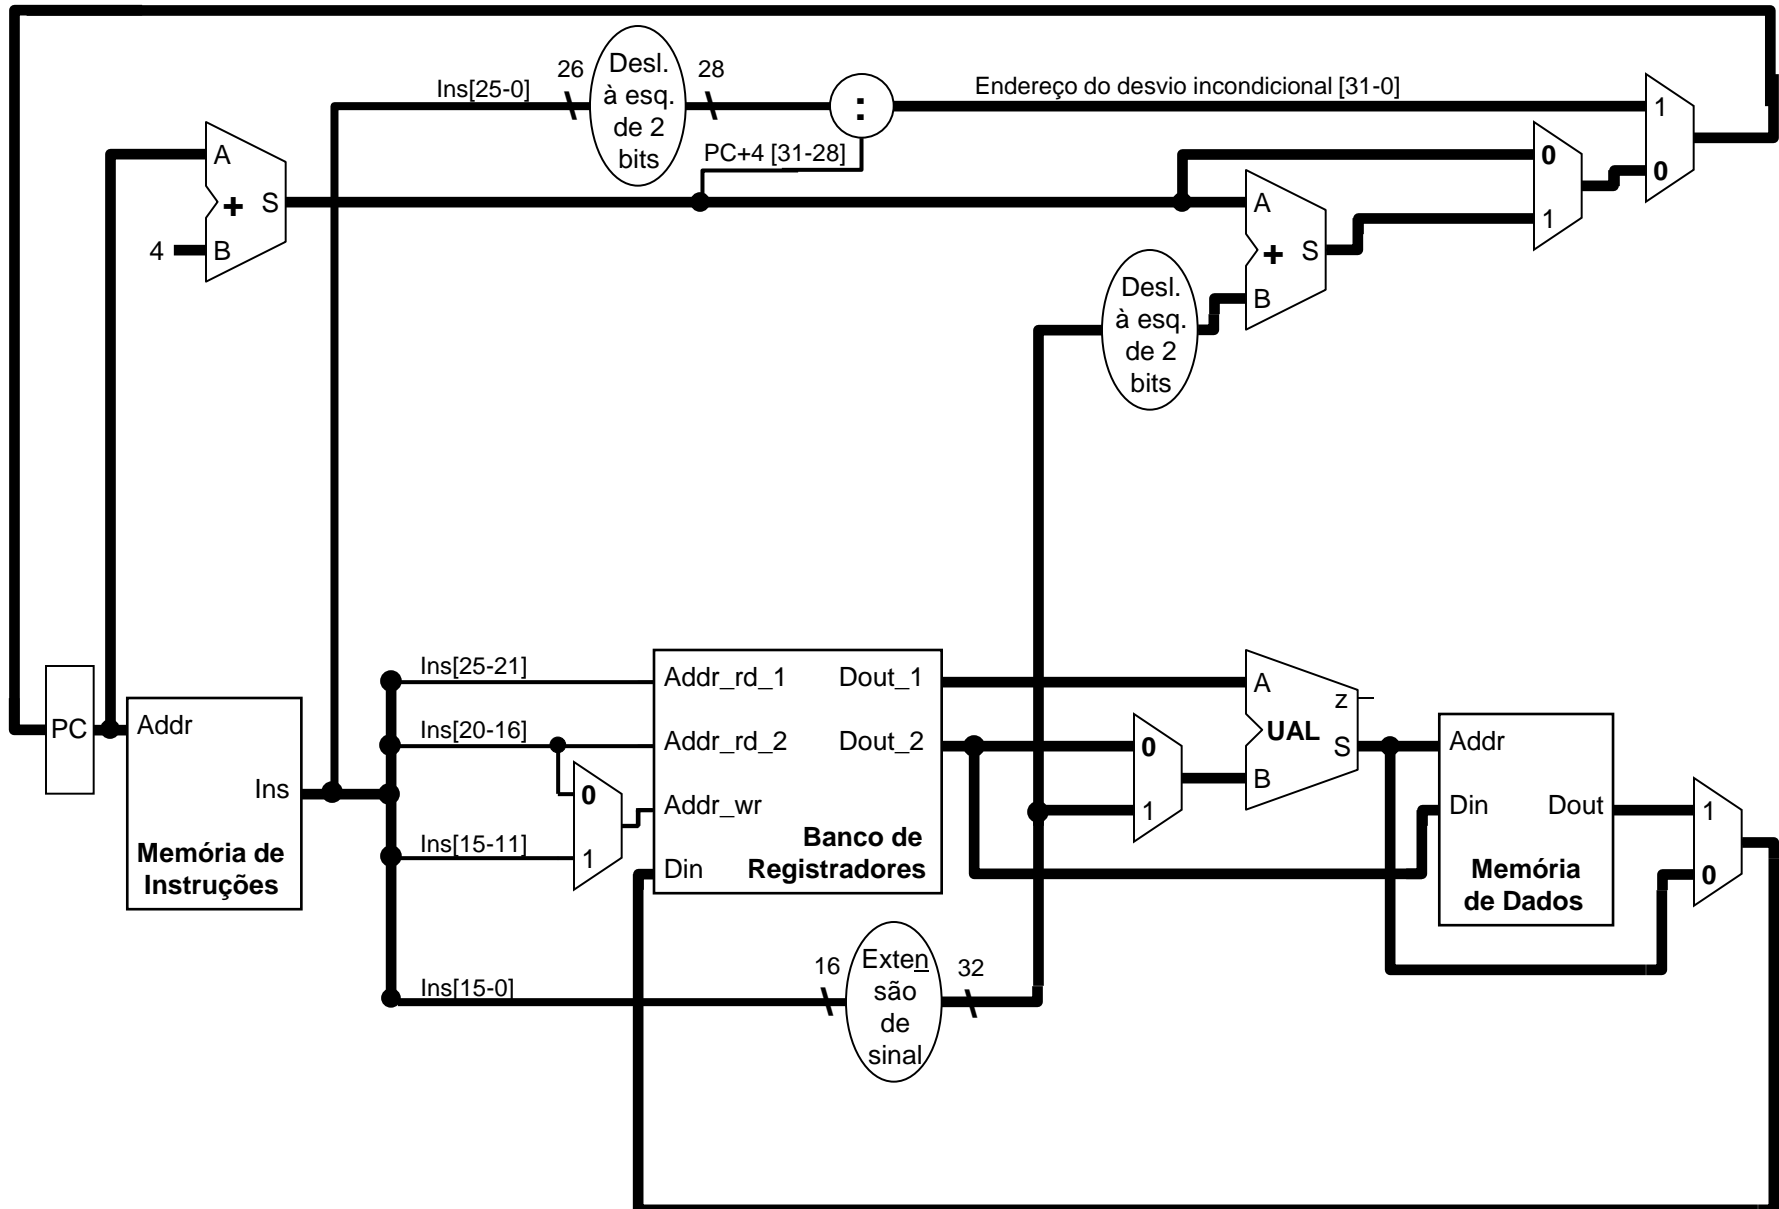 Ins[25-0]
26
Desl.
à esq.
de 2
bits
28
:
Endereço do desvio incondicional [31-0]
1
0
PC+4 [31-28]
0
1
A
+
S
4
B
A
+
S
B
Desl.
à esq.
de 2
bits
PC
Addr
Ins
Memória de
Instruções
Ins[25-21]
Ins[20-16]
Ins[15-11]
Ins[15-0]
0
1
Addr_rd_1
Dout_1
Addr_rd_2
Dout_2
Addr_wr
Banco de
Registradores
Din
16
Exten
são
de
sinal
32
0
1
A
z
UAL
S
B
Addr
Din
Dout
Memória
de Dados
1
0